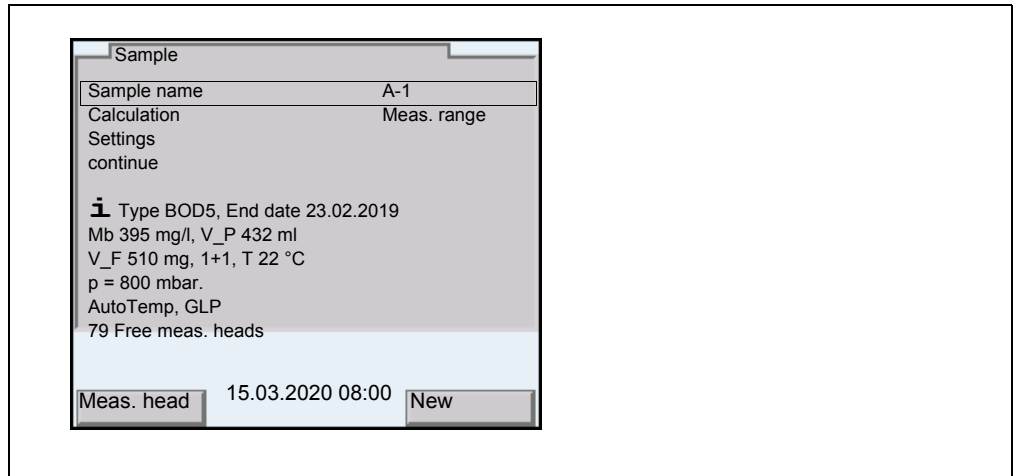 Sample
Sample name A-1
Calculation Meas. range
Settings
continue
i Type BOD5, End date 23.02.2019
Mb 395 mg/l, V_P 432 ml
V_F 510 mg, 1+1, T 22 °C
p = 800 mbar.
AutoTemp, GLP
79 Free meas. heads
Meas. head 15.03.2020 08:00 New